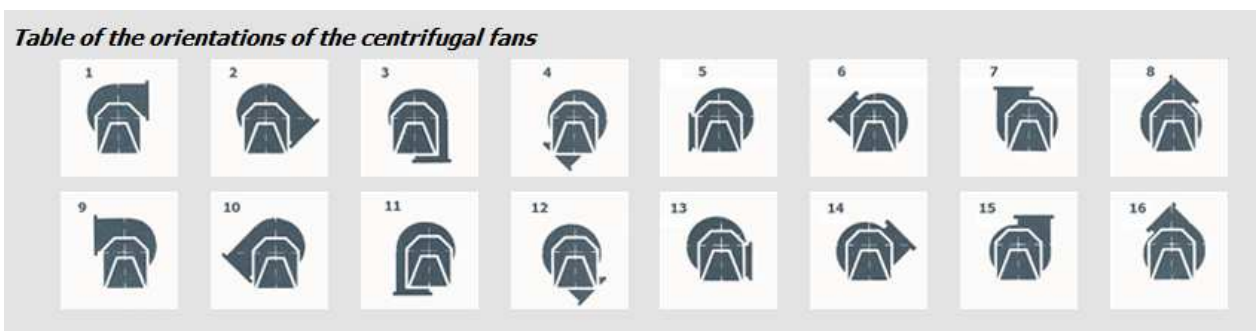 Table of the orientations of the centrifugal fans
1 2 3 4 5 6 7 8
9 10 11 12 13 14 15 16